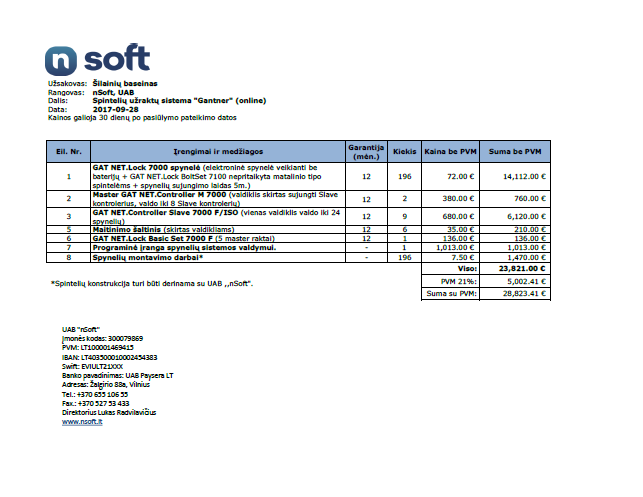 n soft
Užsakovas: Šilainių baseinas
Rangovas: nSoft, UAB
Dalis: Spintelių užraktų sistema "Gantner" (online)
Data: 2017-09-28
Kainos galioja 30 dienų po pasiūlymo pateikimo datos
Eil. Nr. Įrengimai ir medžiagos Garantija (mėn.) Kiekis Kaina be PVM Suma be PVM
1 GAT NET.Lock 7000 spynelė (elektroninė spynelė veikianti be baterijų + GAT NET.Lock BoltSet 7100 nepritaikyta matalinio tipo spintelėms + spynelių sujungimo laidas 5m.) 12 196 72.00 € 14,112.00 €
2 Master GAT NET.Controller M 7000 (valdiklis skirtas sujungti Slave kontrolerius, valdo iki 8 Slave kontrolerių) 12 2 380.00 € 760.00 €
3 GAT NET.Controller Slave 7000 F/ISO (vienas valdiklis valdo iki 24 spynelių) 12 9 680.00 € 6,120.00 €
5 Maitinimo šaltinis (skirtas valdikliams) 12 6 35.00 € 210.00 €
6 GAT NET.Lock Basic Set 7000 F (5 master raktai) 12 1 136.00 € 136.00 €
7 Programinė įranga spynelių sistemos valdymui. - 1 1,013.00 € 1,013.00 €
8 Spynelių montavimo darbai* - 196 7.50 € 1,470.00 €
Viso: 23,821.00 €
*Spintelių konstrukcija turi būti derinama su UAB ,,nSoft". PVM 21%: 5,002.41 €
Suma su PVM: 28,823.41 €
UAB "nSoft"
Įmonės kodas: 300079869
PVM: LT100001469415
IBAN: LT403500010002454383
Swift: EVIULT21XXX
Banko pavadinimas: UAB Paysera LT
Adresas: Žalgirio 88a, Vilnius
Tel.: +370 655 106 55
Fax.: +370 527 53 433
Direktorius Lukas Radvilavičius
www.nsoft.lt